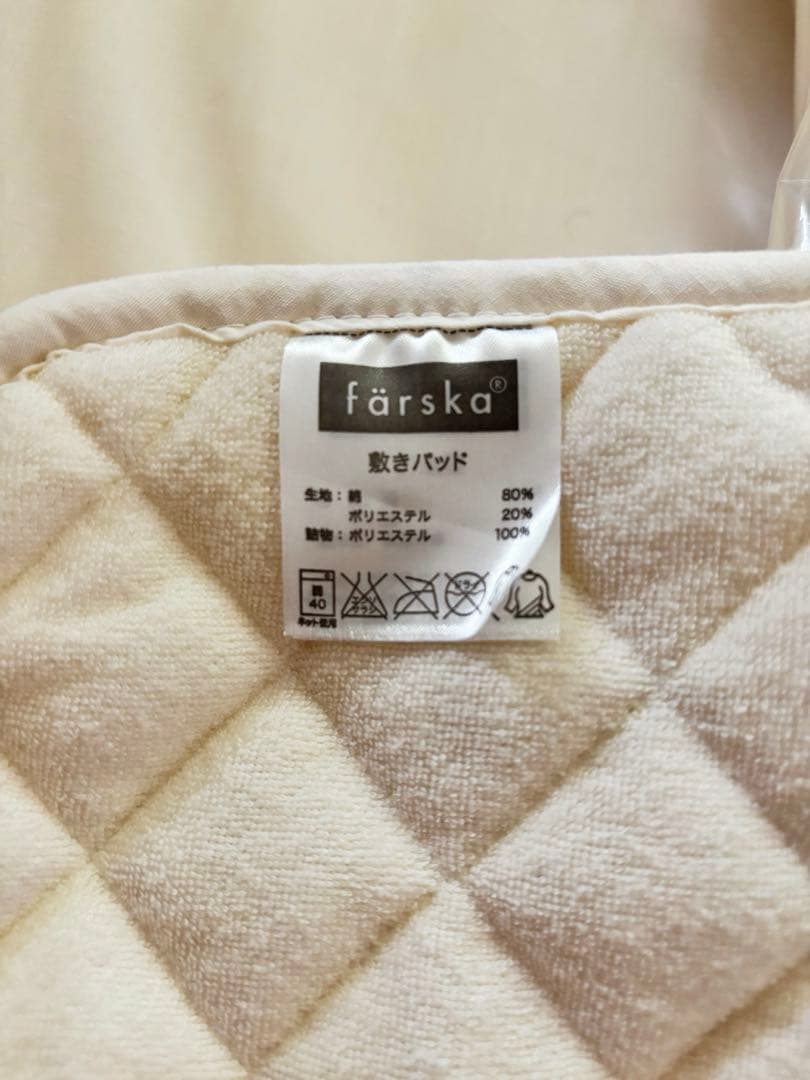 färska®
敷きパッド
生地：綿 80%
ポリエステル 20%
詰物：ポリエステル 100%
40
ネット使用